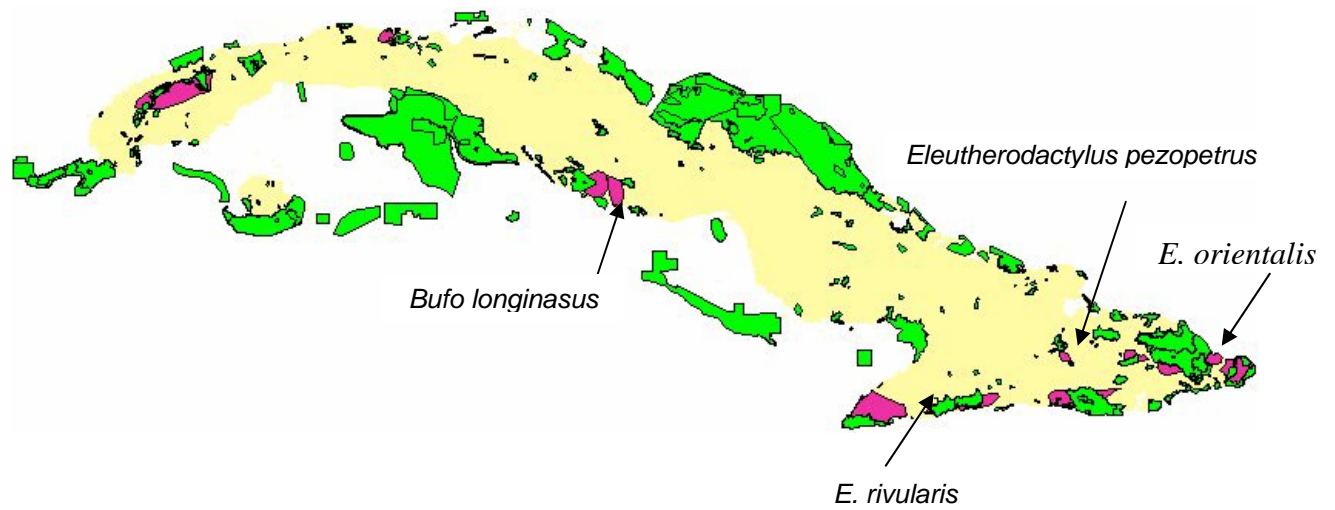 Eleutherodactylus pezopetrus
E. orientalis
Bufo longinasus
E. rivularis